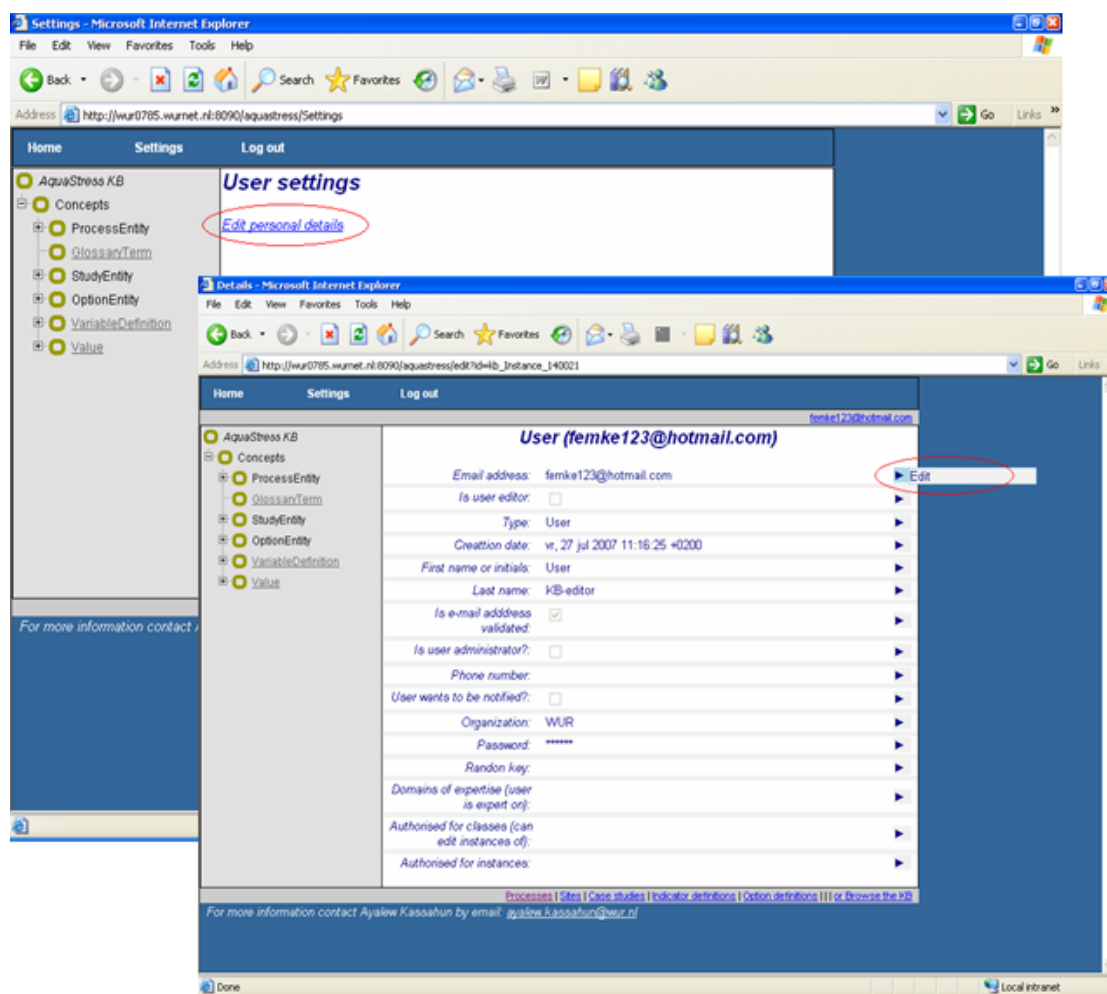 Settings - Microsoft Internet Explorer
File Edit View Favorites Tools Help
Back Search Favorites
Address http://wur0785.wurnet.nl:8090/aquastress/Settings Go Links »
Home Settings Log out
AquaStress KB
Concepts
ProcessEntity
GlossaryTerm
StudyEntity
OptionEntity
VariableDefinition
Value
User settings
Edit personal details
For more information contact
Details - Microsoft Internet Explorer
File Edit View Favorites Tools Help
Back Search Favorites
Address http://wur0785.wurnet.nl:8090/aquastress/edit?id=kb_Instance_140021 Go Links
Home Settings Log out
femke123@hotmail.com
AquaStress KB
Concepts
ProcessEntity
GlossaryTerm
StudyEntity
OptionEntity
VariableDefinition
Value
User (femke123@hotmail.com)
Email address: femke123@hotmail.com Edit
Is user editor:
Type: User
Creattion date: vr, 27 jul 2007 11:16:25 +0200
First name or initials: User
Last name: KB-editor
Is e-mail adddress
validated:
Is user administrator?:
Phone number:
User wants to be notified?:
Organization: WUR
Password: ******
Randon key:
Domains of expertise (user
is expert on):
Authorised for classes (can
edit instances of):
Authorised for instances:
Processes | Sites | Case studies | Indicator definitions | Option definitions | | | or Browse the KB
For more information contact Ayalew Kassahun by email: ayalew.kassahun@wur.nl
Done Local intranet